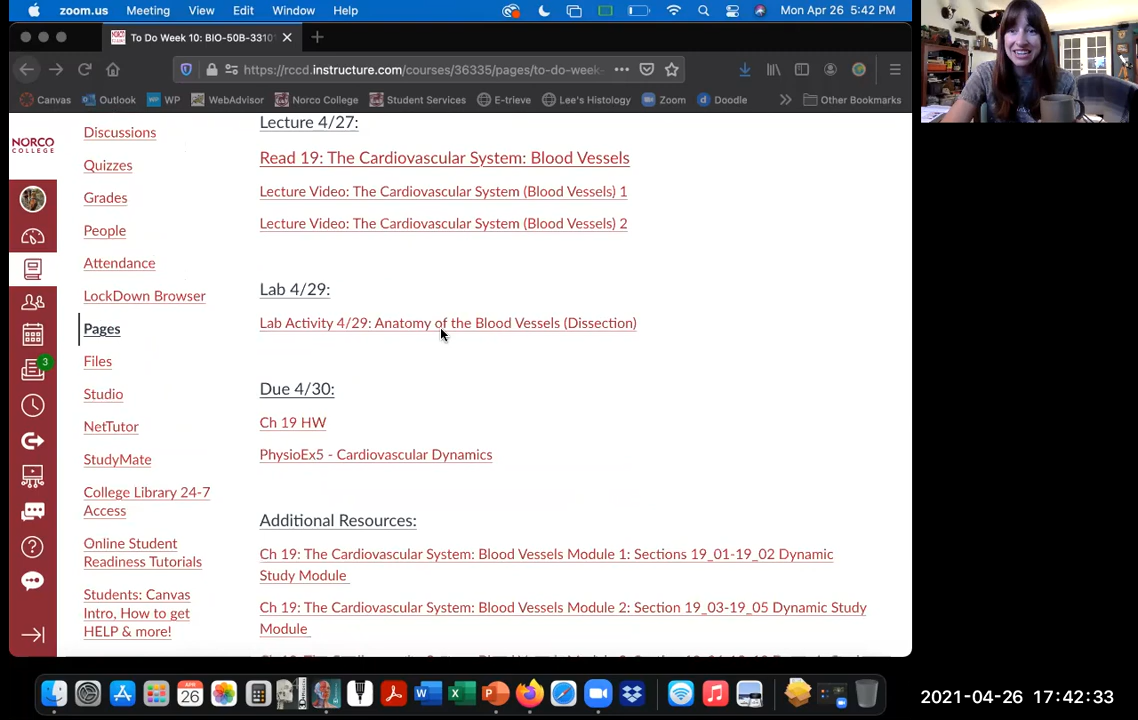 zoom.us Meeting View Edit Window Help Mon Apr 26 5:42 PM
To Do Week 10: BIO-50B-3310
https://rccd.instructure.com/courses/36335/pages/to-do-week-
Canvas Outlook WP WebAdvisor Norco College Student Services E-trieve Lee's Histology Zoom Doodle Other Bookmarks
NORCO
COLLEGE
3
Discussions
Quizzes
Grades
People
Attendance
LockDown Browser
Pages
Files
Studio
NetTutor
StudyMate
College Library 24-7
Access
Online Student
Readiness Tutorials
Students: Canvas
Intro, How to get
HELP & more!
Lecture 4/27:
Read 19: The Cardiovascular System: Blood Vessels
Lecture Video: The Cardiovascular System (Blood Vessels) 1
Lecture Video: The Cardiovascular System (Blood Vessels) 2
Lab 4/29:
Lab Activity 4/29: Anatomy of the Blood Vessels (Dissection)
Due 4/30:
Ch 19 HW
PhysioEx5 - Cardiovascular Dynamics
Additional Resources:
Ch 19: The Cardiovascular System: Blood Vessels Module 1: Sections 19_01-19_02 Dynamic
Study Module
Ch 19: The Cardiovascular System: Blood Vessels Module 2: Section 19_03-19_05 Dynamic Study
Module
APR
26
2021-04-26 17:42:33